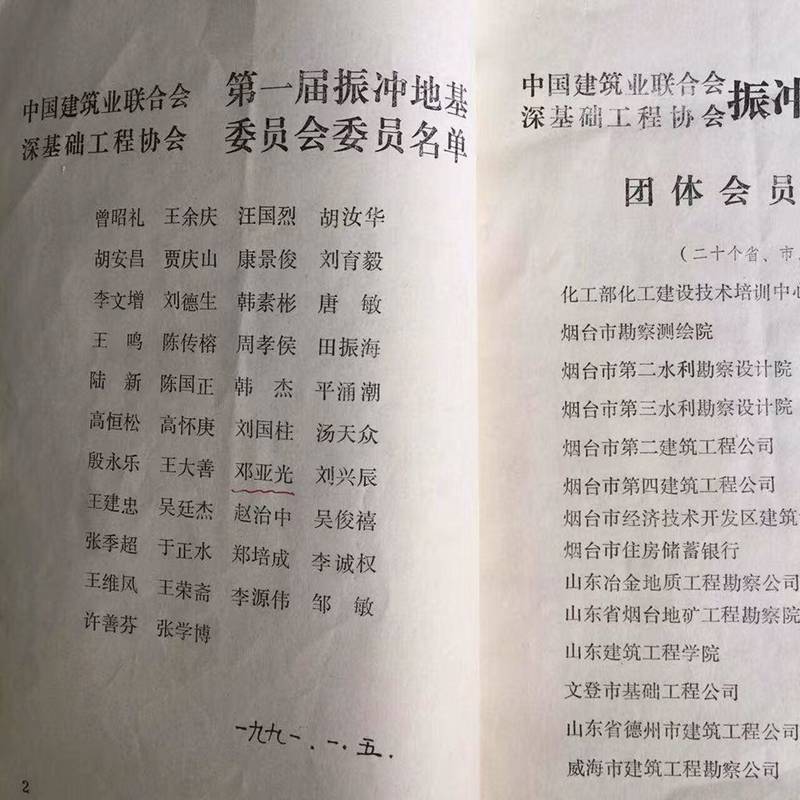 中国建筑业联合会
深基础工程协会
第一届振冲地基
委员会委员名单
曾昭礼 王余庆 汪国烈 胡汝华
胡安昌 贾庆山 康景俊 刘育毅
李文增 刘德生 韩素彬 唐 敏
王 鸣 陈传榕 周孝侯 田振海
陆 新 陈国正 韩 杰 平涌潮
高恒松 高怀庚 刘国柱 汤天众
殷永乐 王大善 邓亚光 刘兴辰
王建忠 吴廷杰 赵治中 吴俊禧
张季超 于正水 郑培成 李诚权
王维凤 王荣斋 李源伟 邹 敏
许善芬 张学博
一九九一.一.五.
2
中国建筑业联合会
深基础工程协会
振冲
团体会员
(二十个省、市、
化工部化工建设技术培训中心
烟台市勘察测绘院
烟台市第二水利勘察设计院
烟台市第三水利勘察设计院
烟台市第二建筑工程公司
烟台市第四建筑工程公司
烟台市经济技术开发区建筑
烟台市住房储蓄银行
山东冶金地质工程勘察公司
山东省烟台地矿工程勘察院
山东建筑工程学院
文登市基础工程公司
山东省德州市建筑工程公司
威海市建筑工程勘察公司